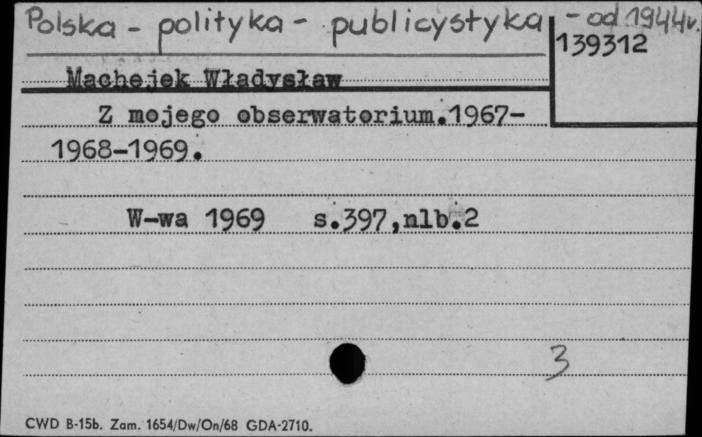 Polska - polityka - publicystyka - od 1944r.
139312
Machejek Władysław
Z mojego obserwatorium.1967-
1968-1969.
W-wa 1969 s.397,nlb.2
3
CWD B-15b. Zam. 1654/Dw/On/68 GDA-2710.